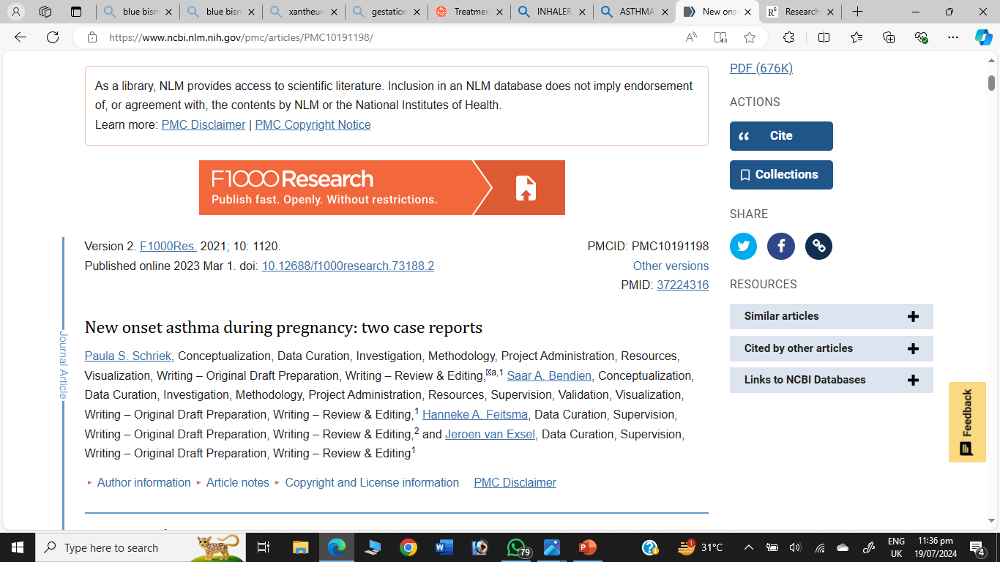 blue bism
blue bism
xantheum
gestation
Treatmen
INHALER
ASTHMA
New ons
Research
https://www.ncbi.nlm.nih.gov/pmc/articles/PMC10191198/
As a library, NLM provides access to scientific literature. Inclusion in an NLM database does not imply endorsement
of, or agreement with, the contents by NLM or the National Institutes of Health.
Learn more: PMC Disclaimer | PMC Copyright Notice
F1000Research
Publish fast. Openly. Without restrictions.
Version 2. F1000Res. 2021; 10: 1120.
Published online 2023 Mar 1. doi: 10.12688/f1000research.73188.2
PMCID: PMC10191198
Other versions
PMID: 37224316
Journal Article
New onset asthma during pregnancy: two case reports
Paula S. Schriek, Conceptualization, Data Curation, Investigation, Methodology, Project Administration, Resources,
Visualization, Writing – Original Draft Preparation, Writing – Review & Editing,a,1 Saar A. Bendien, Conceptualization,
Data Curation, Investigation, Methodology, Project Administration, Resources, Supervision, Validation, Visualization,
Writing – Original Draft Preparation, Writing – Review & Editing,1 Hanneke A. Feitsma, Data Curation, Supervision,
Writing – Original Draft Preparation, Writing – Review & Editing,2 and Jeroen van Exsel, Data Curation, Supervision,
Writing – Original Draft Preparation, Writing – Review & Editing1
Author information Article notes Copyright and License information PMC Disclaimer
PDF (676K)
ACTIONS
Cite
Collections
SHARE
RESOURCES
Similar articles
Cited by other articles
Links to NCBI Databases
Feedback
Type here to search
79
1
31°C
ENG
UK
11:36 pm
19/07/2024
4